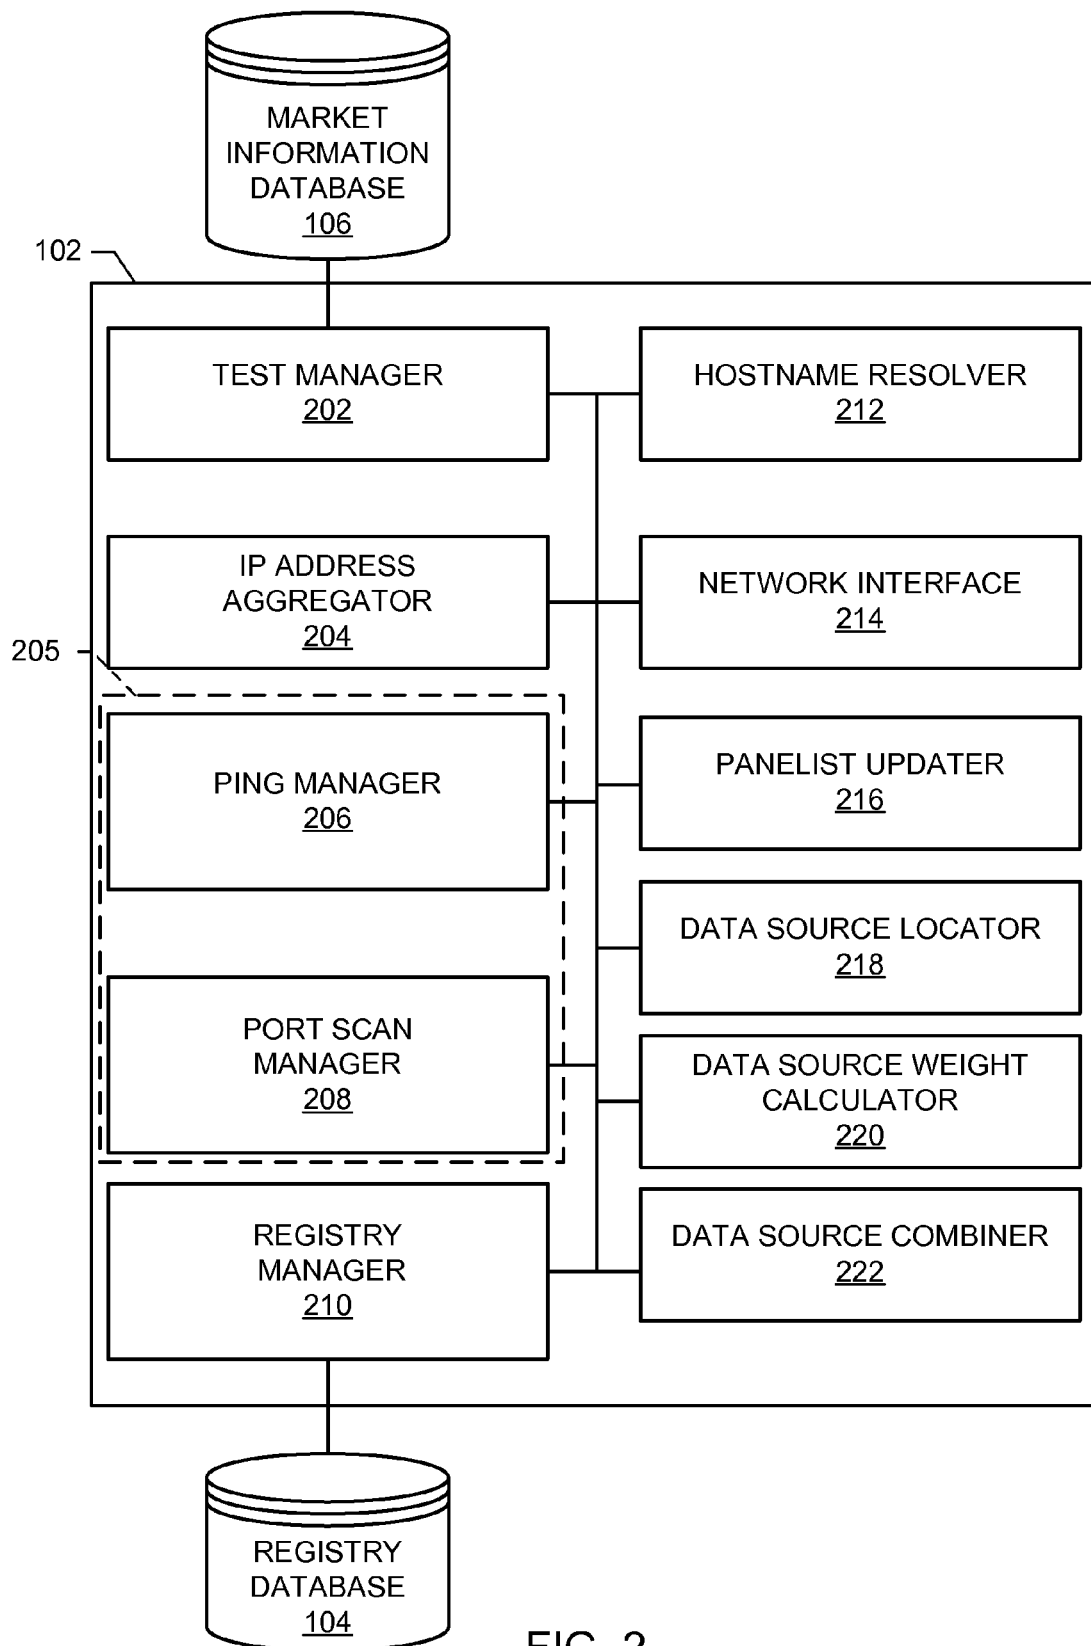 MARKET
INFORMATION
DATABASE
106
102
TEST MANAGER
202
HOSTNAME RESOLVER
212
IP ADDRESS
AGGREGATOR
204
NETWORK INTERFACE
214
205
PING MANAGER
206
PANELIST UPDATER
216
DATA SOURCE LOCATOR
218
PORT SCAN
MANAGER
208
DATA SOURCE WEIGHT
CALCULATOR
220
REGISTRY
MANAGER
210
DATA SOURCE COMBINER
222
REGISTRY
DATABASE
104
FIG. 2